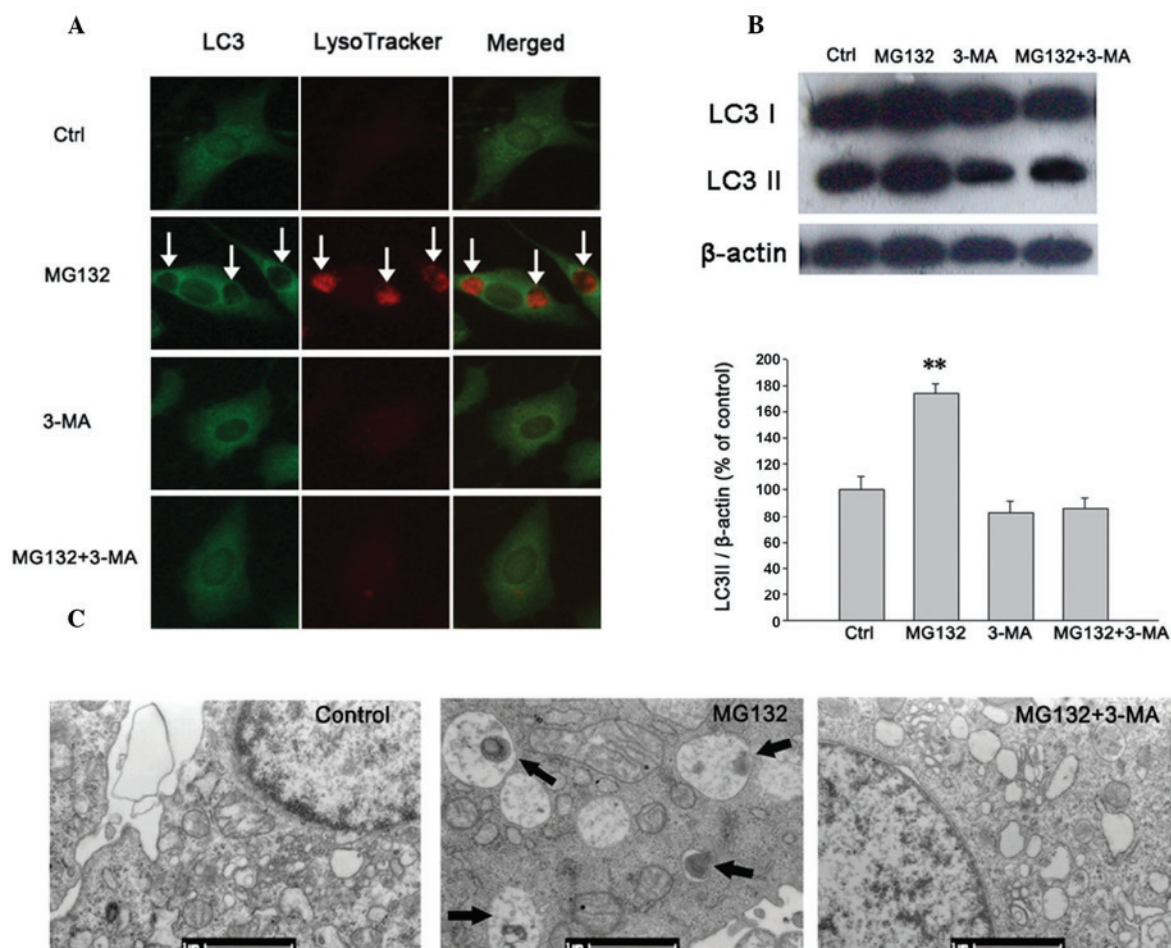 A
LC3 LysoTracker Merged
Ctrl
MG132
3-MA
MG132+3-MA
B
Ctrl MG132 3-MA MG132+3-MA
LC3 I
LC3 II
β-actin
LC3II / β-actin (% of control)
200
180
160
140
120
100
80
60
40
20
0
**
Ctrl MG132 3-MA MG132+3-MA
C
Control
MG132
MG132+3-MA